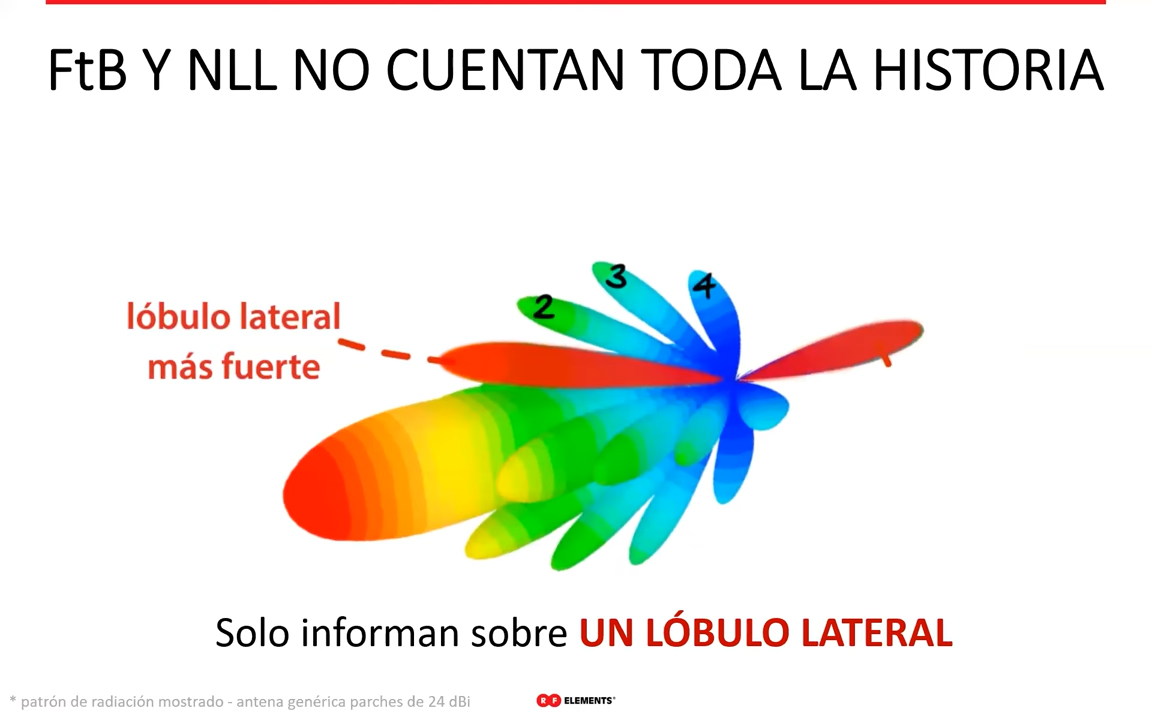 FtB Y NLL NO CUENTAN TODA LA HISTORIA
3
4
2
lóbulo lateral
más fuerte
Solo informan sobre UN LÓBULO LATERAL
* patrón de radiación mostrado - antena genérica parches de 24 dBi
RF ELEMENTS